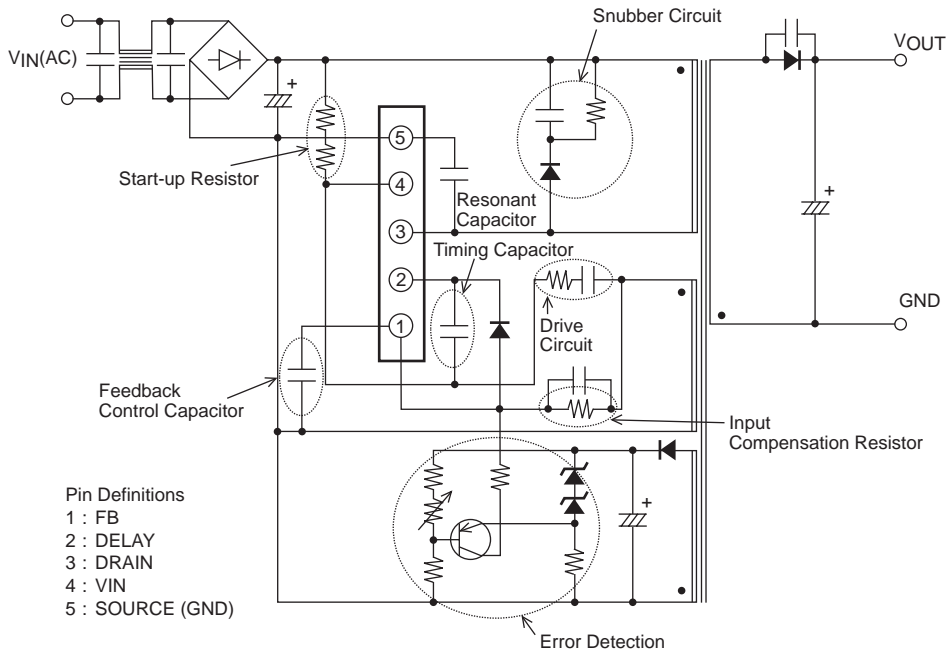 Snubber Circuit
VIN(AC)
VOUT
+
+
5
Start-up Resistor
4
Resonant
Capacitor
+
3
Timing Capacitor
2
GND
1
Drive
Circuit
Feedback
Control Capacitor
Input
Compensation Resistor
+
Pin Definitions
1 : FB
2 : DELAY
3 : DRAIN
4 : VIN
5 : SOURCE (GND)
Error Detection